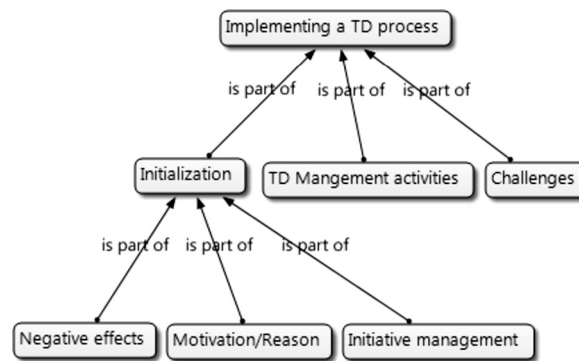 Implementing a TD process
is part of
is part of
is part of
Initialization
TD Mangement activities
Challenges
is part of
is part of
is part of
Negative effects
Motivation/Reason
Initiative management